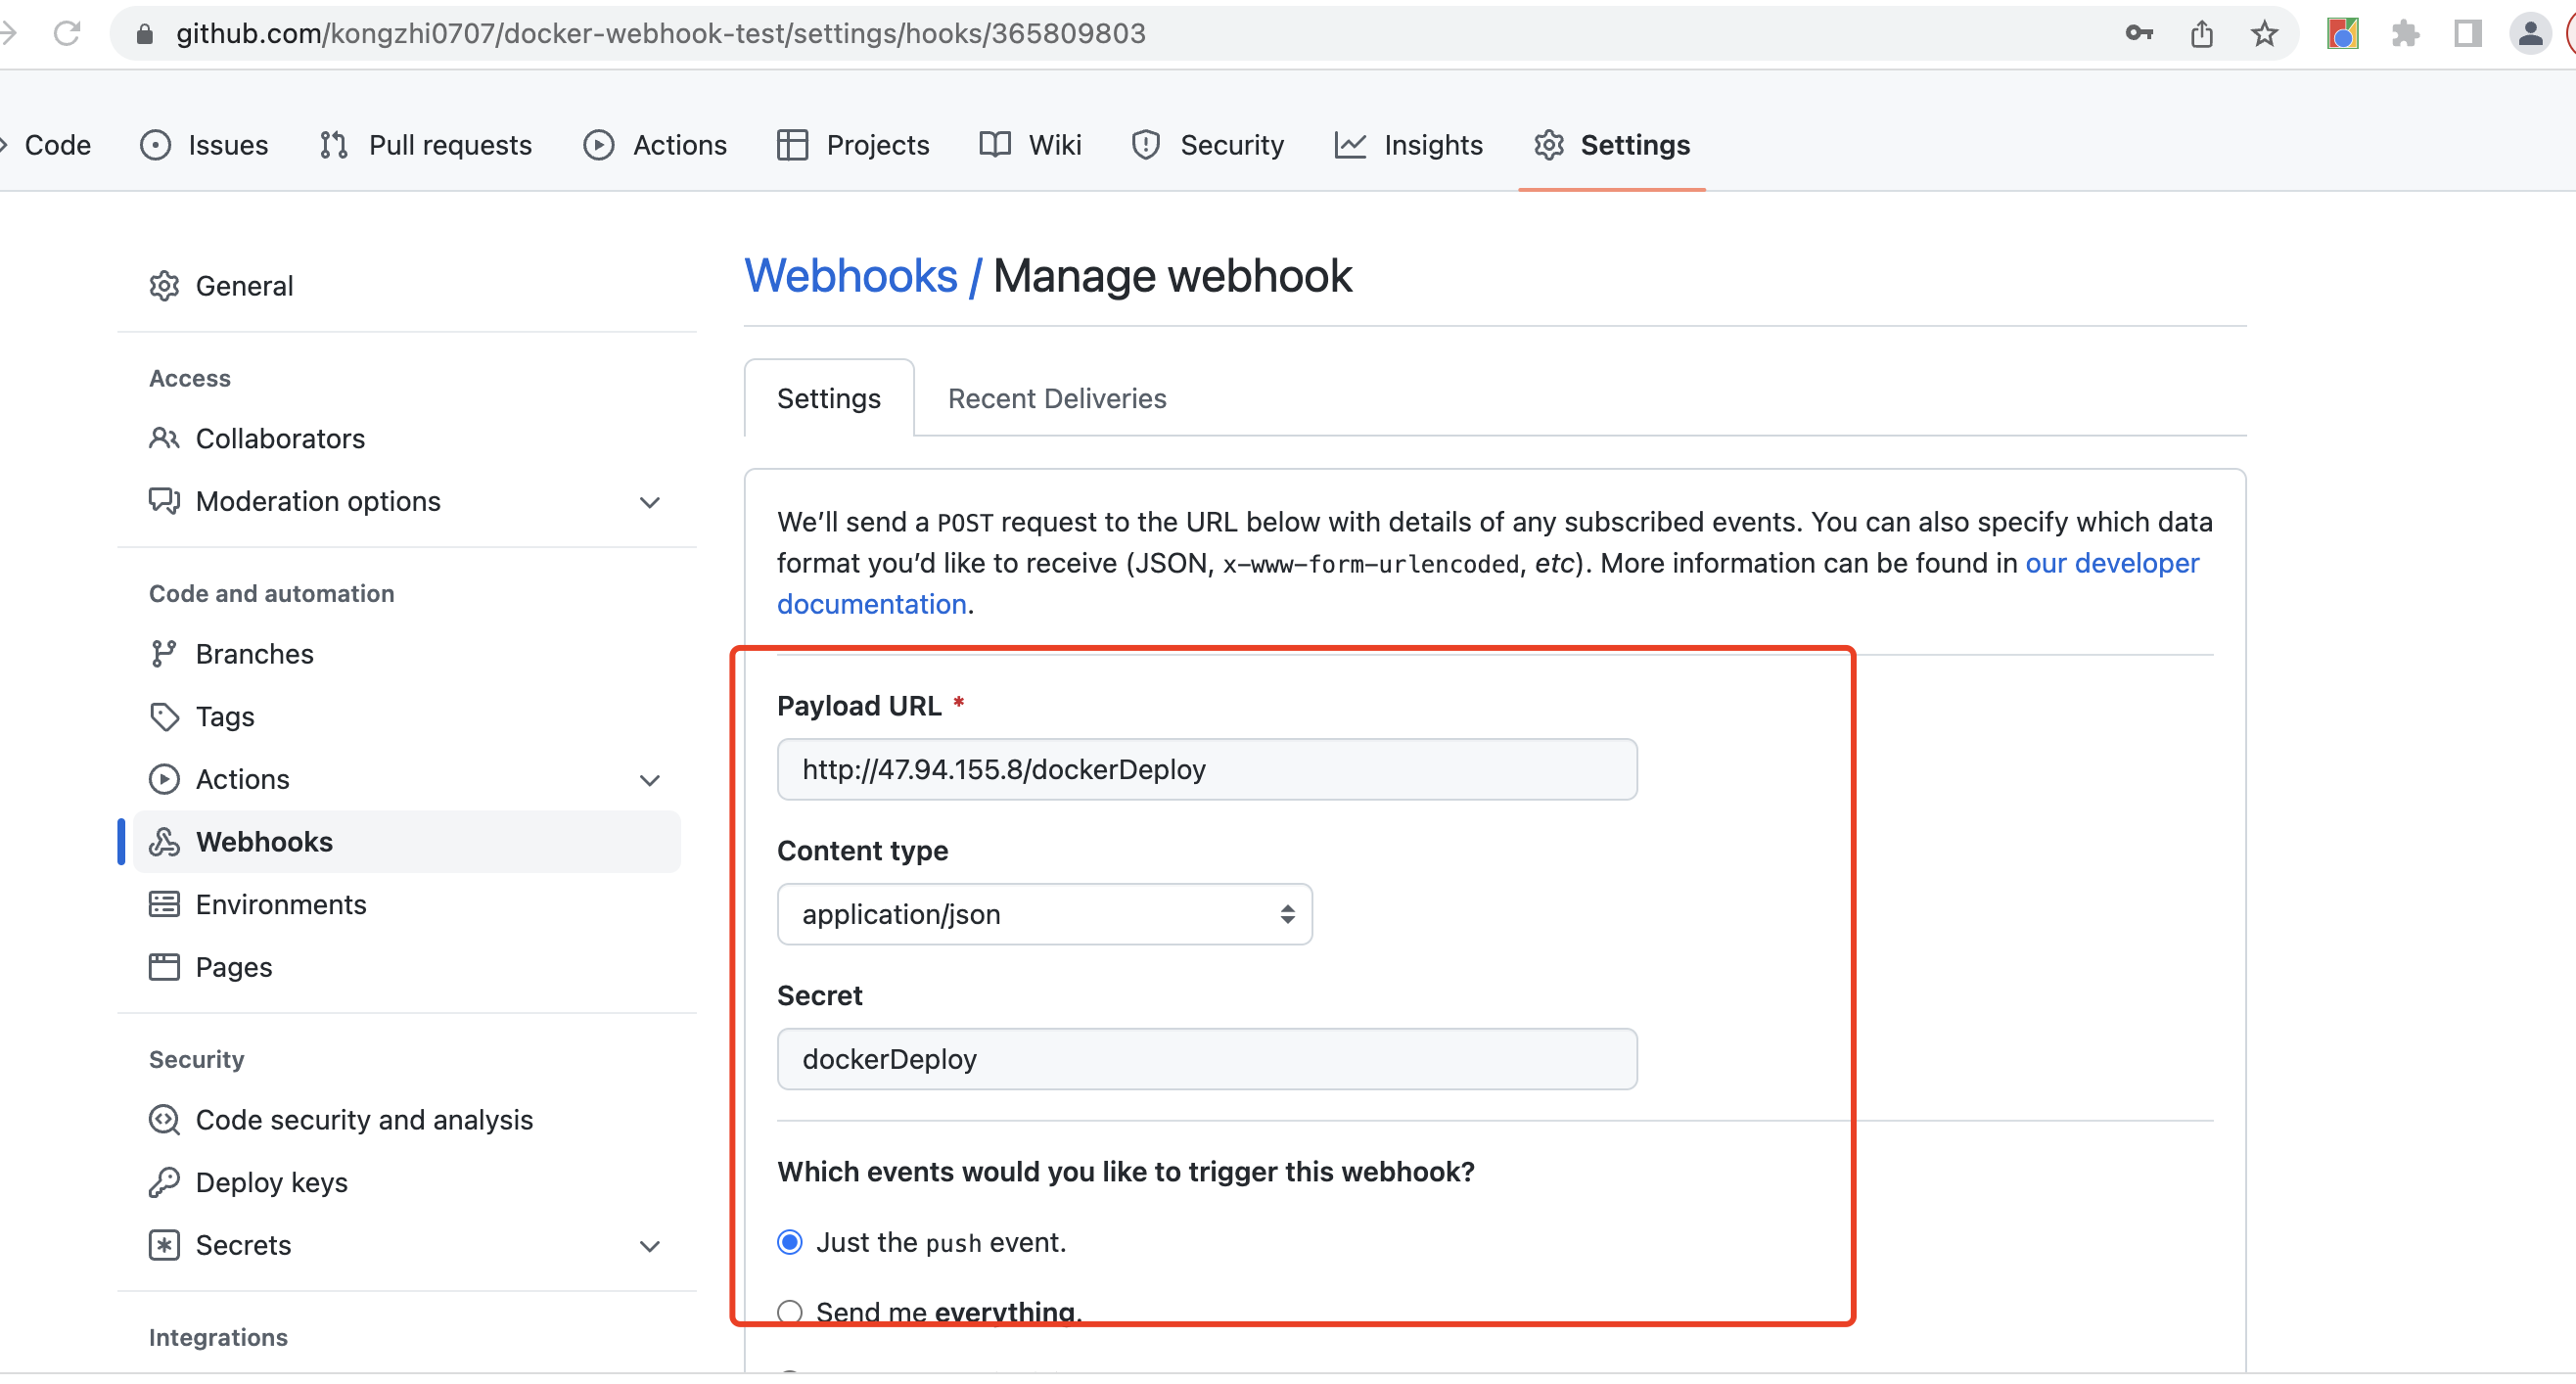 github.com/kongzhi0707/docker-webhook-test/settings/hooks/365809803
Code Issues Pull requests Actions Projects Wiki Security Insights Settings
General
Access
Collaborators
Moderation options
Code and automation
Branches
Tags
Actions
Webhooks
Environments
Pages
Security
Code security and analysis
Deploy keys
Secrets
Integrations
Webhooks / Manage webhook
Settings Recent Deliveries
We’ll send a POST request to the URL below with details of any subscribed events. You can also specify which data
format you’d like to receive (JSON, x-www-form-urlencoded, etc). More information can be found in our developer
documentation.
Payload URL *
http://47.94.155.8/dockerDeploy
Content type
application/json
Secret
dockerDeploy
Which events would you like to trigger this webhook?
Just the push event.
Send me everything.